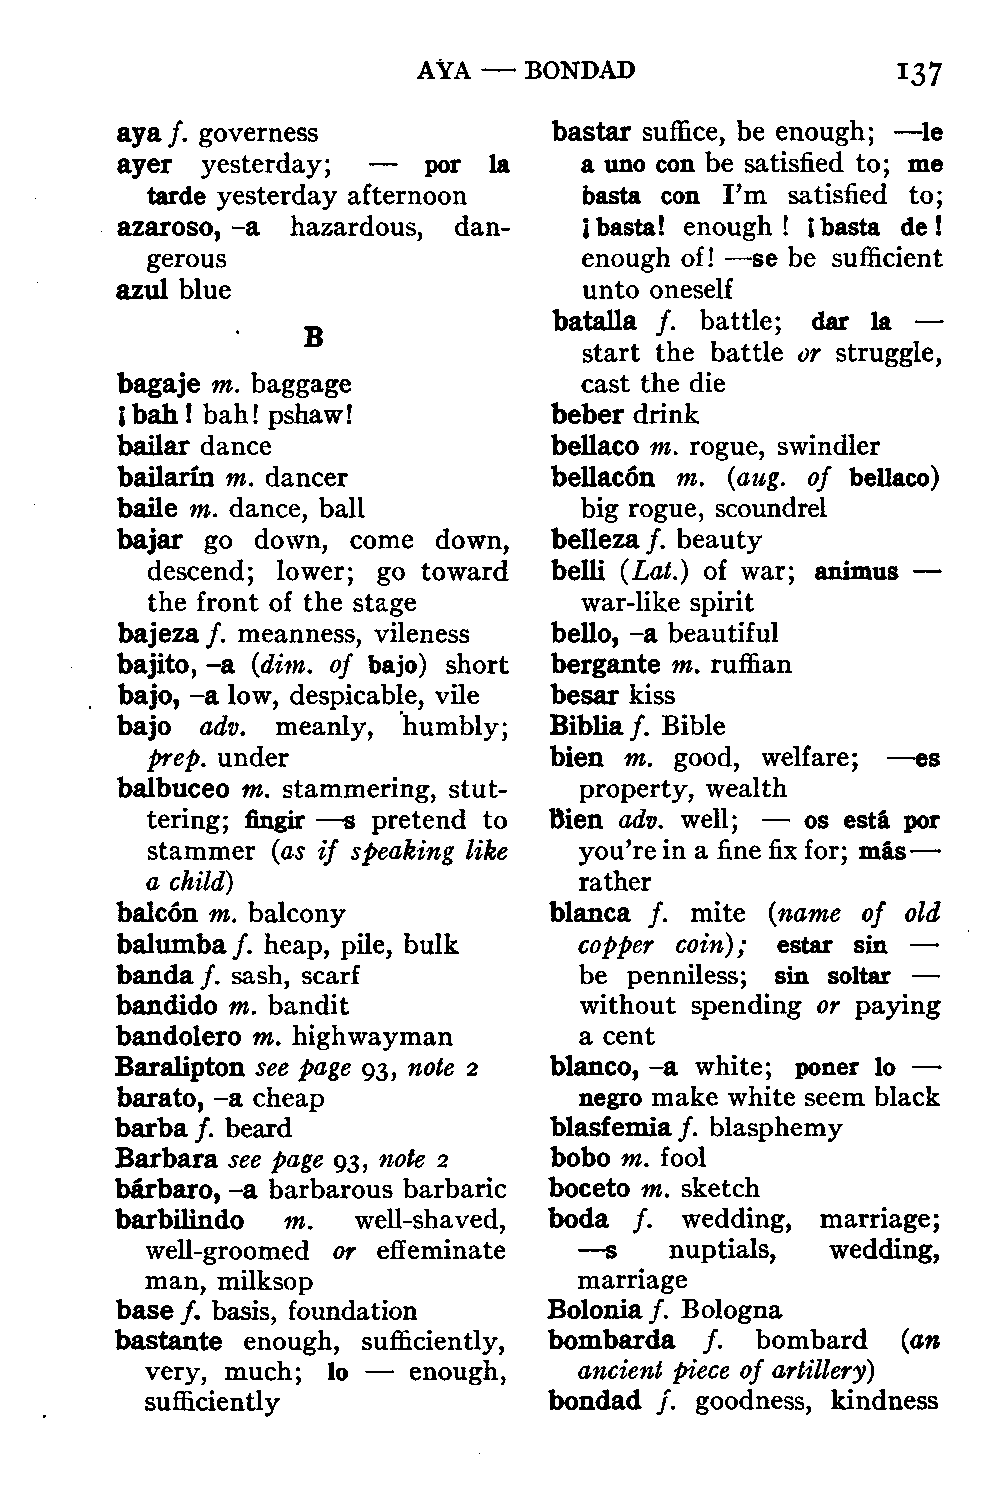 AYA — BONDAD 137
aya f. governess
ayer yesterday; — por la
tarde yesterday afternoon
azaroso, –a hazardous, dan-
gerous
azul blue
B
bagaje m. baggage
¡bah! bah! pshaw!
bailar dance
bailarín m. dancer
baile m. dance, ball
bajar go down, come down,
descend; lower; go toward
the front of the stage
bajeza f. meanness, vileness
bajito, –a (dim. of bajo) short
bajo, –a low, despicable, vile
bajo adv. meanly, humbly;
prep. under
balbuceo m. stammering, stut-
tering; fingir —s pretend to
stammer (as if speaking like
a child)
balcón m. balcony
balumba f. heap, pile, bulk
banda f. sash, scarf
bandido m. bandit
bandolero m. highwayman
Baralipton see page 93, note 2
barato, –a cheap
barba f. beard
Barbara see page 93, note 2
bárbaro, –a barbarous barbaric
barbilindo m. well-shaved,
well-groomed or effeminate
man, milksop
base f. basis, foundation
bastante enough, sufficiently,
very, much; lo — enough,
sufficiently
bastar suffice, be enough; —le
a uno con be satisfied to; me
basta con I'm satisfied to;
¡basta! enough! ¡basta de!
enough of! —se be sufficient
unto oneself
batalla f. battle; dar la —
start the battle or struggle,
cast the die
beber drink
bellaco m. rogue, swindler
bellacón m. (aug. of bellaco)
big rogue, scoundrel
belleza f. beauty
belli (Lat.) of war; animus —
war-like spirit
bello, –a beautiful
bergante m. ruffian
besar kiss
Biblia f. Bible
bien m. good, welfare; —es
property, wealth
bien adv. well; — os está por
you're in a fine fix for; más —
rather
blanca f. mite (name of old
copper coin); estar sin —
be penniless; sin soltar —
without spending or paying
a cent
blanco, –a white; poner lo —
negro make white seem black
blasfemia f. blasphemy
bobo m. fool
boceto m. sketch
boda f. wedding, marriage;
—s nuptials, wedding,
marriage
Bolonia f. Bologna
bombarda f. bombard (an
ancient piece of artillery)
bondad f. goodness, kindness